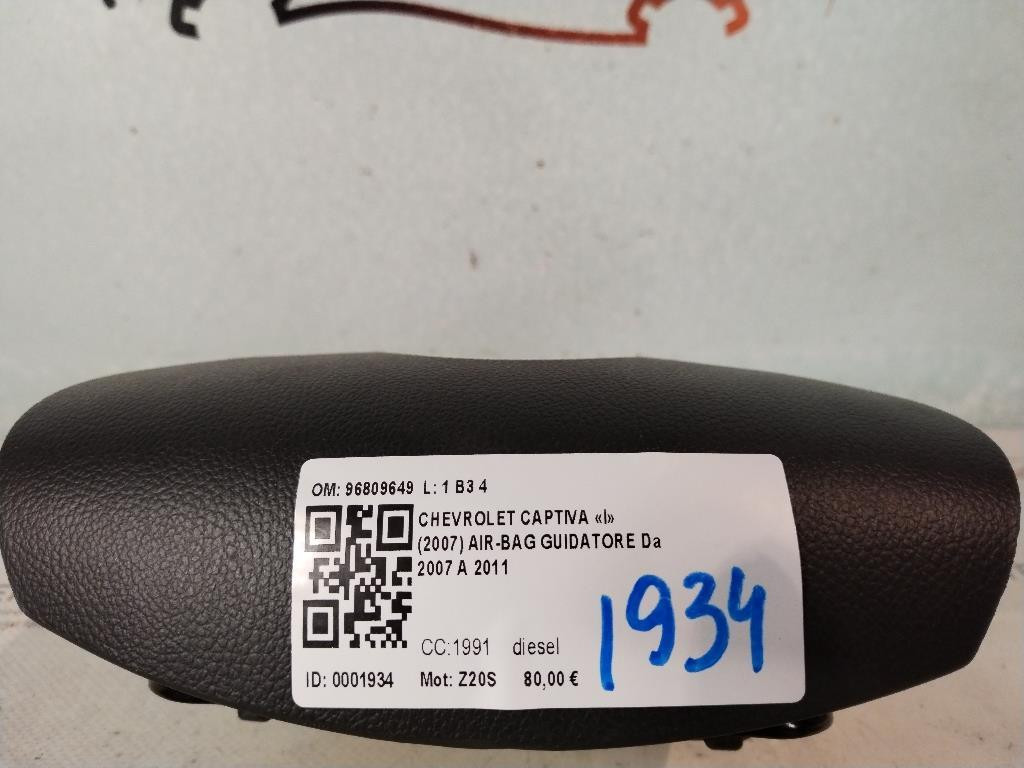 OM: 96809649 L: 1 B3 4
CHEVROLET CAPTIVA «I»
(2007) AIR-BAG GUIDATORE Da
2007 A 2011
1934
CC:1991 diesel
ID: 0001934 Mot: Z20S 80,00 €